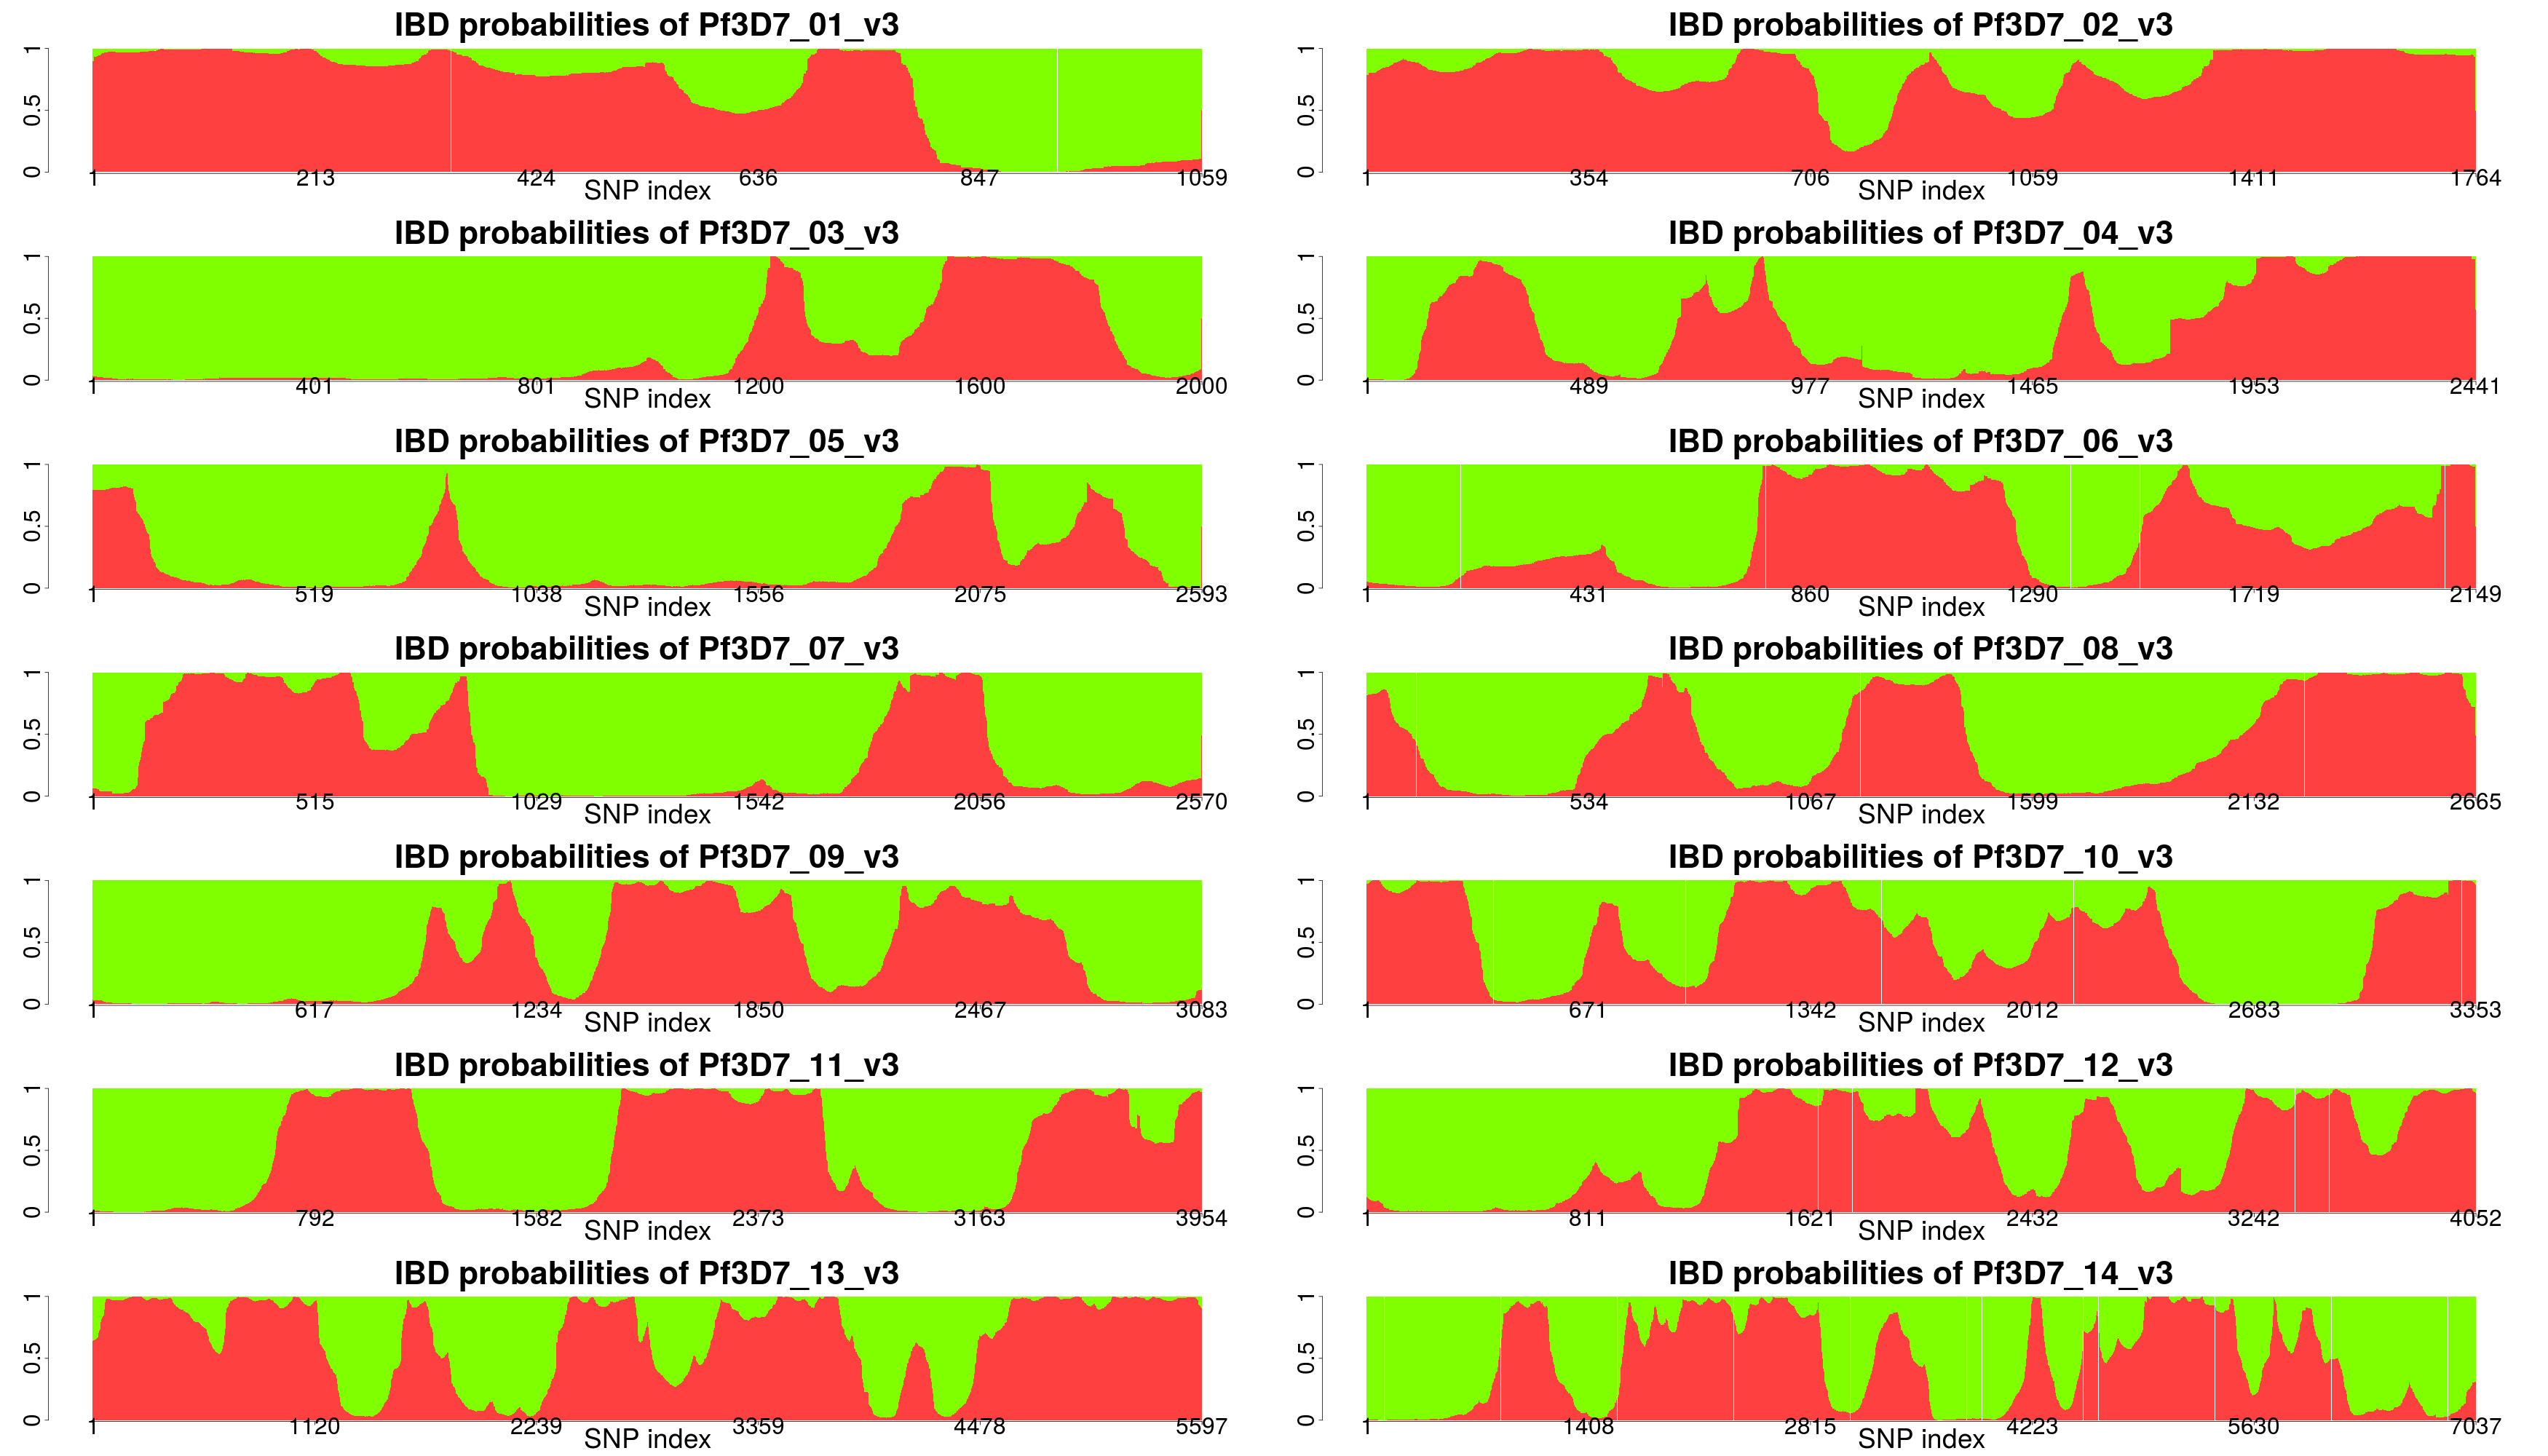 IBD probabilities of Pf3D7_01_v3
0 0.5 1
1 213 424 636 847 1059
SNP index
IBD probabilities of Pf3D7_02_v3
0 0.5 1
1 354 706 1059 1411 1764
SNP index
IBD probabilities of Pf3D7_03_v3
0 0.5 1
1 401 801 1200 1600 2000
SNP index
IBD probabilities of Pf3D7_04_v3
0 0.5 1
1 489 977 1465 1953 2441
SNP index
IBD probabilities of Pf3D7_05_v3
0 0.5 1
1 519 1038 1556 2075 2593
SNP index
IBD probabilities of Pf3D7_06_v3
0 0.5 1
1 431 860 1290 1719 2149
SNP index
IBD probabilities of Pf3D7_07_v3
0 0.5 1
1 515 1029 1542 2056 2570
SNP index
IBD probabilities of Pf3D7_08_v3
0 0.5 1
1 534 1067 1599 2132 2665
SNP index
IBD probabilities of Pf3D7_09_v3
0 0.5 1
1 617 1234 1850 2467 3083
SNP index
IBD probabilities of Pf3D7_10_v3
0 0.5 1
1 671 1342 2012 2683 3353
SNP index
IBD probabilities of Pf3D7_11_v3
0 0.5 1
1 792 1582 2373 3163 3954
SNP index
IBD probabilities of Pf3D7_12_v3
0 0.5 1
1 811 1621 2432 3242 4052
SNP index
IBD probabilities of Pf3D7_13_v3
0 0.5 1
1 1120 2239 3359 4478 5597
SNP index
IBD probabilities of Pf3D7_14_v3
0 0.5 1
1 1408 2815 4223 5630 7037
SNP index